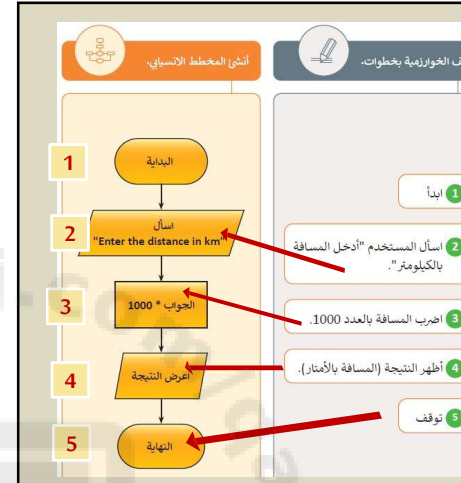 ف الخوارزمية بخطوات.
1 ابدأ
2 اسأل المستخدم "أدخل المسافة
بالكيلومتر".
3 اضرب المسافة بالعدد 1000.
4 أظهر النتيجة (المسافة بالأمتار).
5 توقف
أنشئ المخطط الانسيابي.
1 البداية
2 اسأل
"Enter the distance in km"
3 الجواب * 1000
4 اعرض النتيجة
5 النهاية